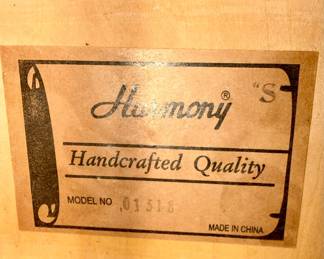 Harmony® "S
Handcrafted Quality
MODEL NO .01518
MADE IN CHINA